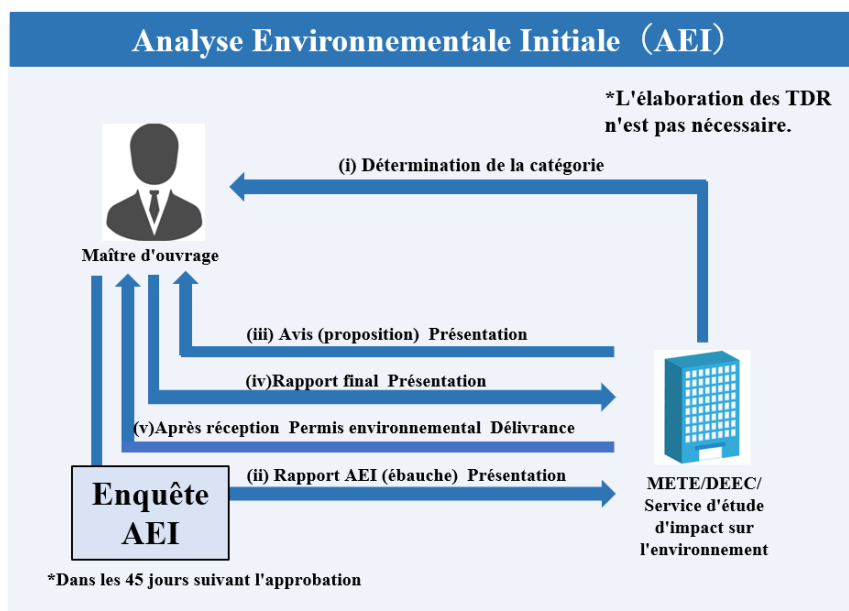 Analyse Environnementale Initiale（AEI）
*L'élaboration des TDR
n'est pas nécessaire.
(i) Détermination de la catégorie
Maître d'ouvrage
(iii) Avis (proposition) Présentation
(iv)Rapport final Présentation
(v)Après réception Permis environnemental Délivrance
(ii) Rapport AEI (ébauche) Présentation
Enquête
AEI
METE/DEEC/
Service d'étude
d'impact sur
l'environnement
*Dans les 45 jours suivant l'approbation